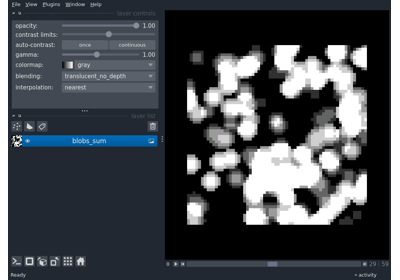 File View Plugins Window Help
layer controls
opacity: 1.00
contrast limits:
auto-contrast: once continuous
gamma: 1.00
colormap: gray
blending: translucent_no_depth
interpolation: nearest
layer list
blobs_sum
29 59
Ready activity